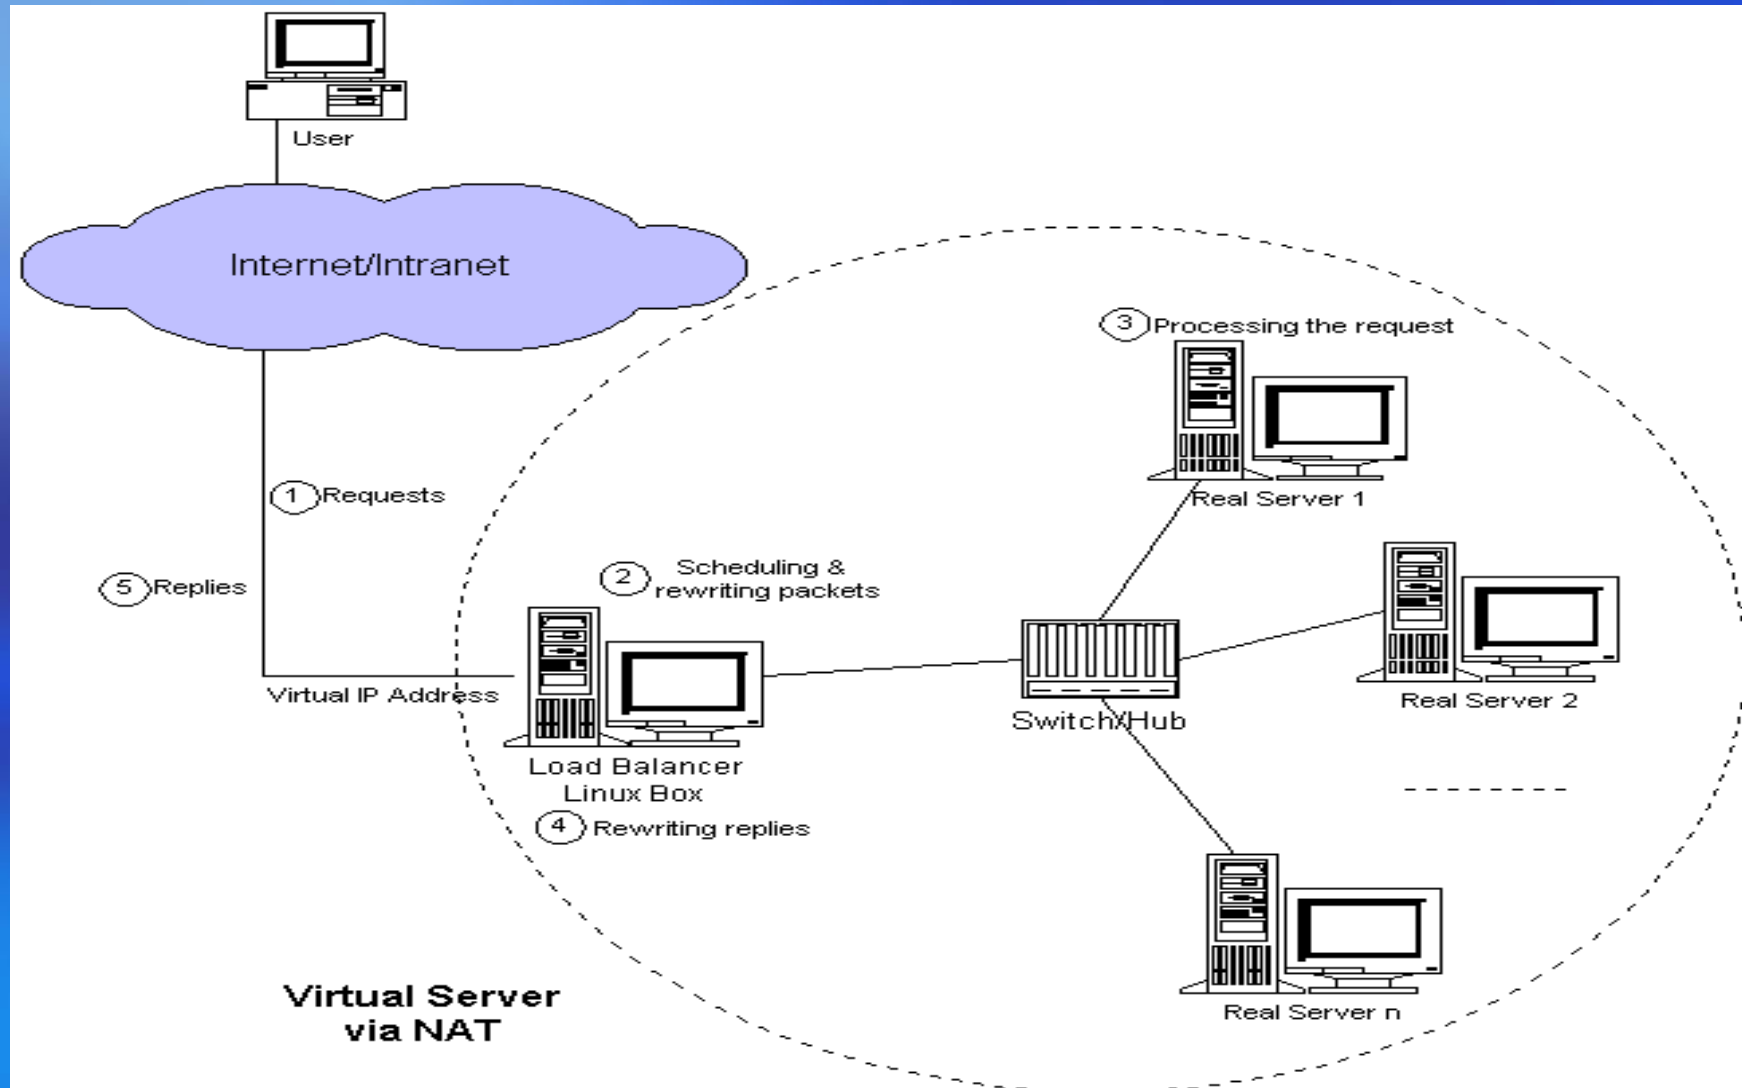 User
Internet/Intranet
3 Processing the request
1 Requests
Real Server 1
2 Scheduling &
rewriting packets
5 Replies
Virtual IP Address
Switch/Hub
Real Server 2
Load Balancer
Linux Box
4 Rewriting replies
Virtual Server
via NAT
Real Server n